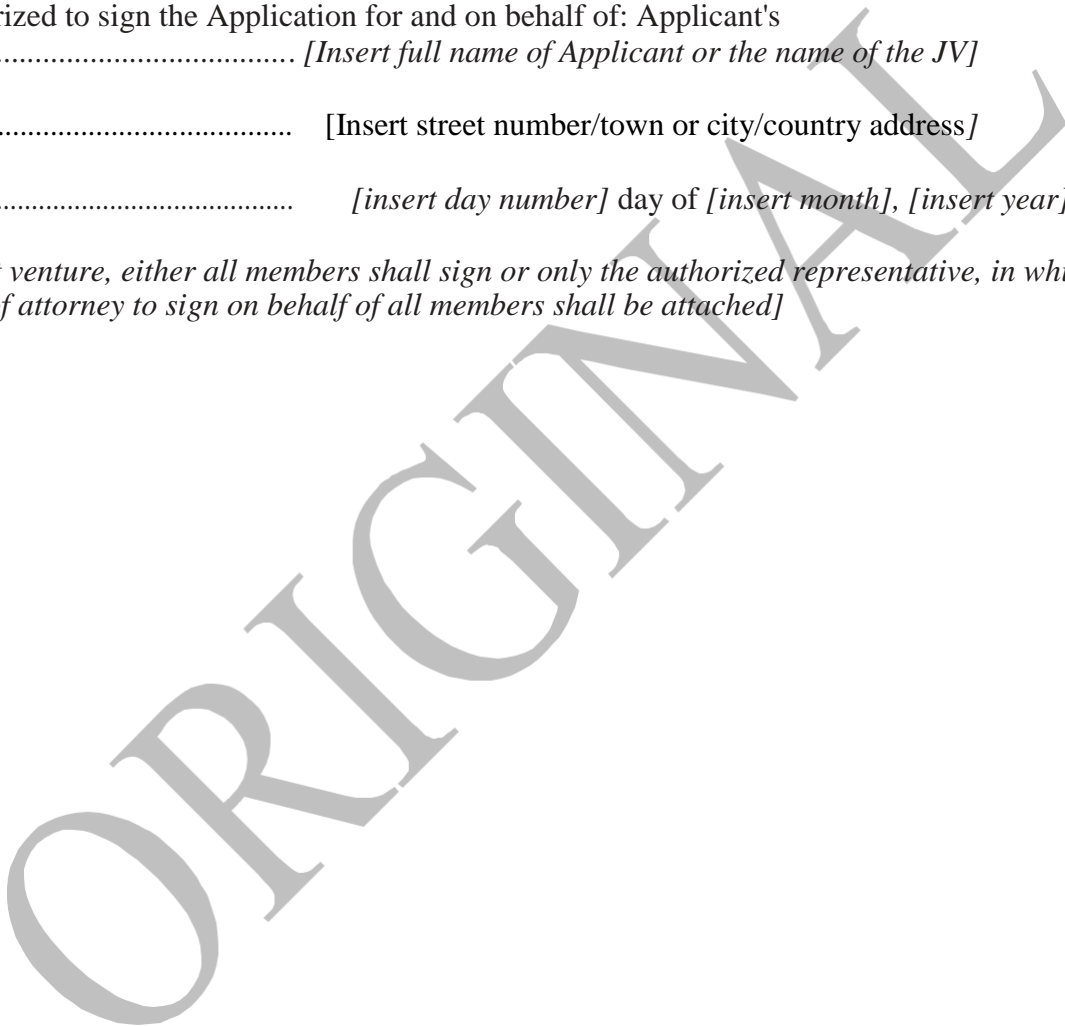 rized to sign the Application for and on behalf of: Applicant's
....................................... [Insert full name of Applicant or the name of the JV]
....................................... [Insert street number/town or city/country address]
....................................... [insert day number] day of [insert month], [insert year]
t venture, either all members shall sign or only the authorized representative, in whi
f attorney to sign on behalf of all members shall be attached]
ORIGINAL